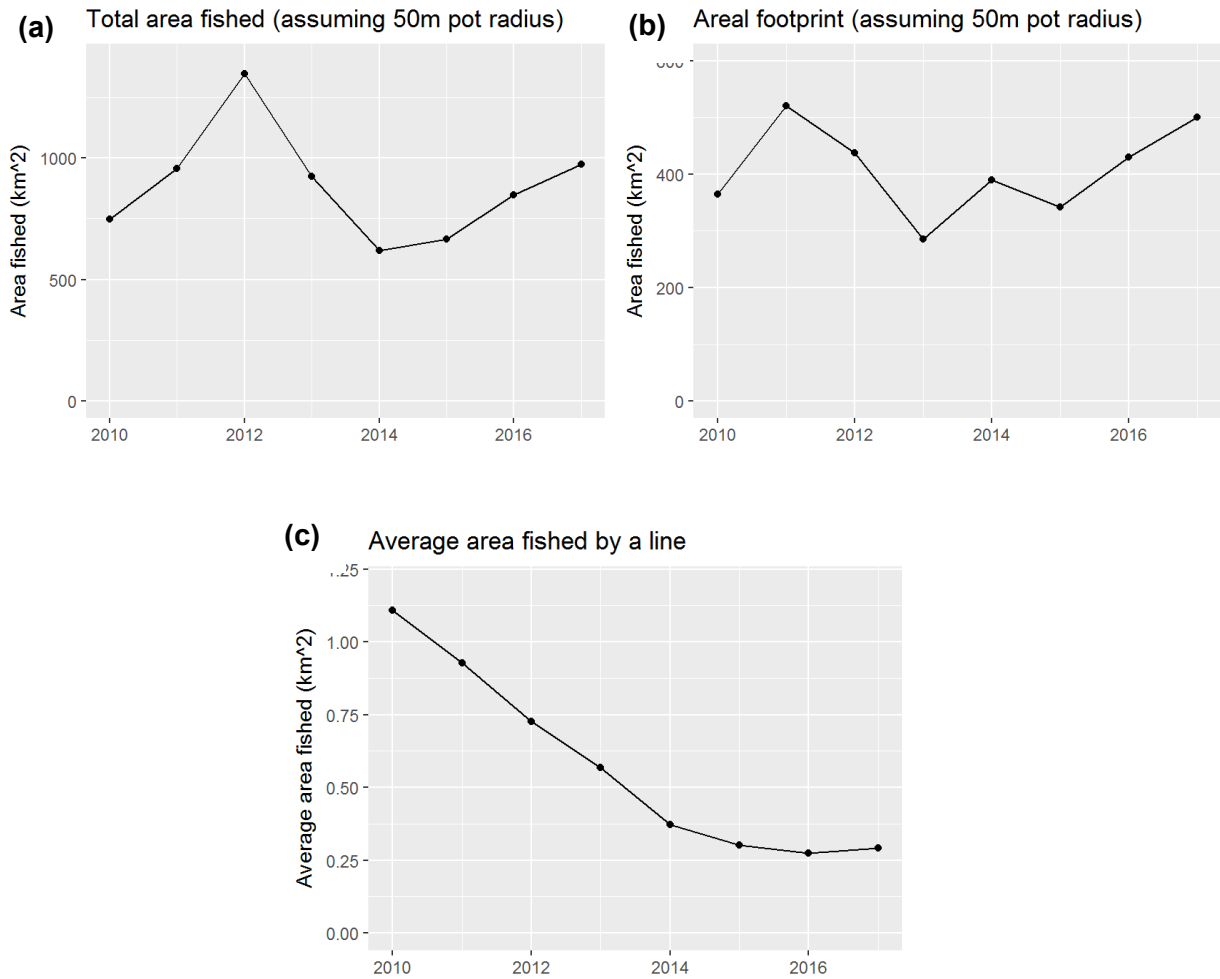 (a) Total area fished (assuming 50m pot radius)
Area fished (km^2)
1000
500
0
2010 2012 2014 2016
(b) Areal footprint (assuming 50m pot radius)
Area fished (km^2)
400
200
0
2010 2012 2014 2016
(c) Average area fished by a line
Average area fished (km^2)
1.00
0.75
0.50
0.25
0.00
2010 2012 2014 2016